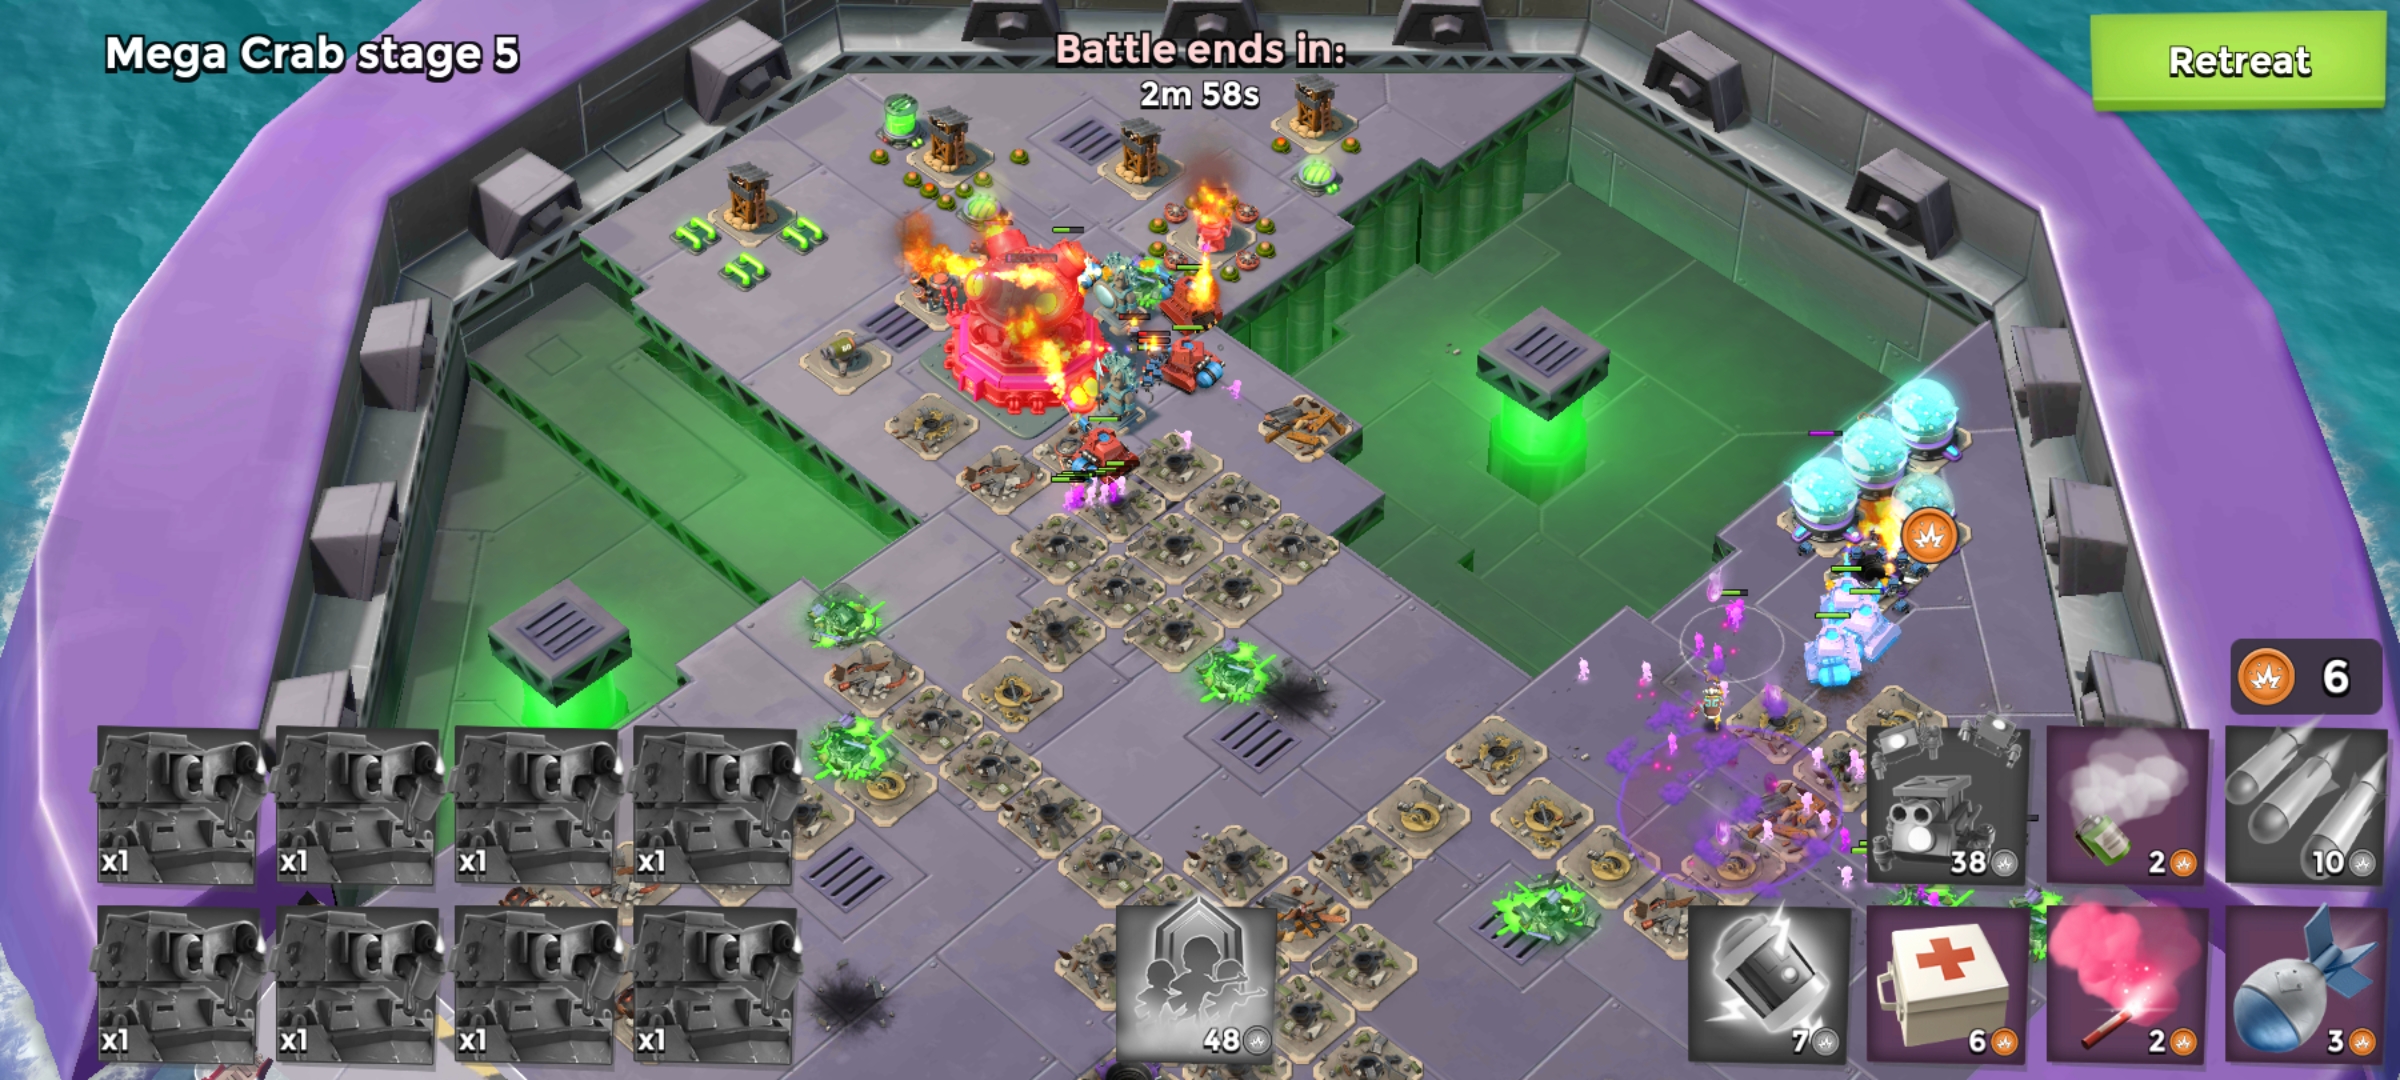 Mega Crab stage 5
Battle ends in:
2m 58s
Retreat
6
x1
x1
x1
x1
38
2
10
x1
x1
x1
x1
48
7
6
2
3